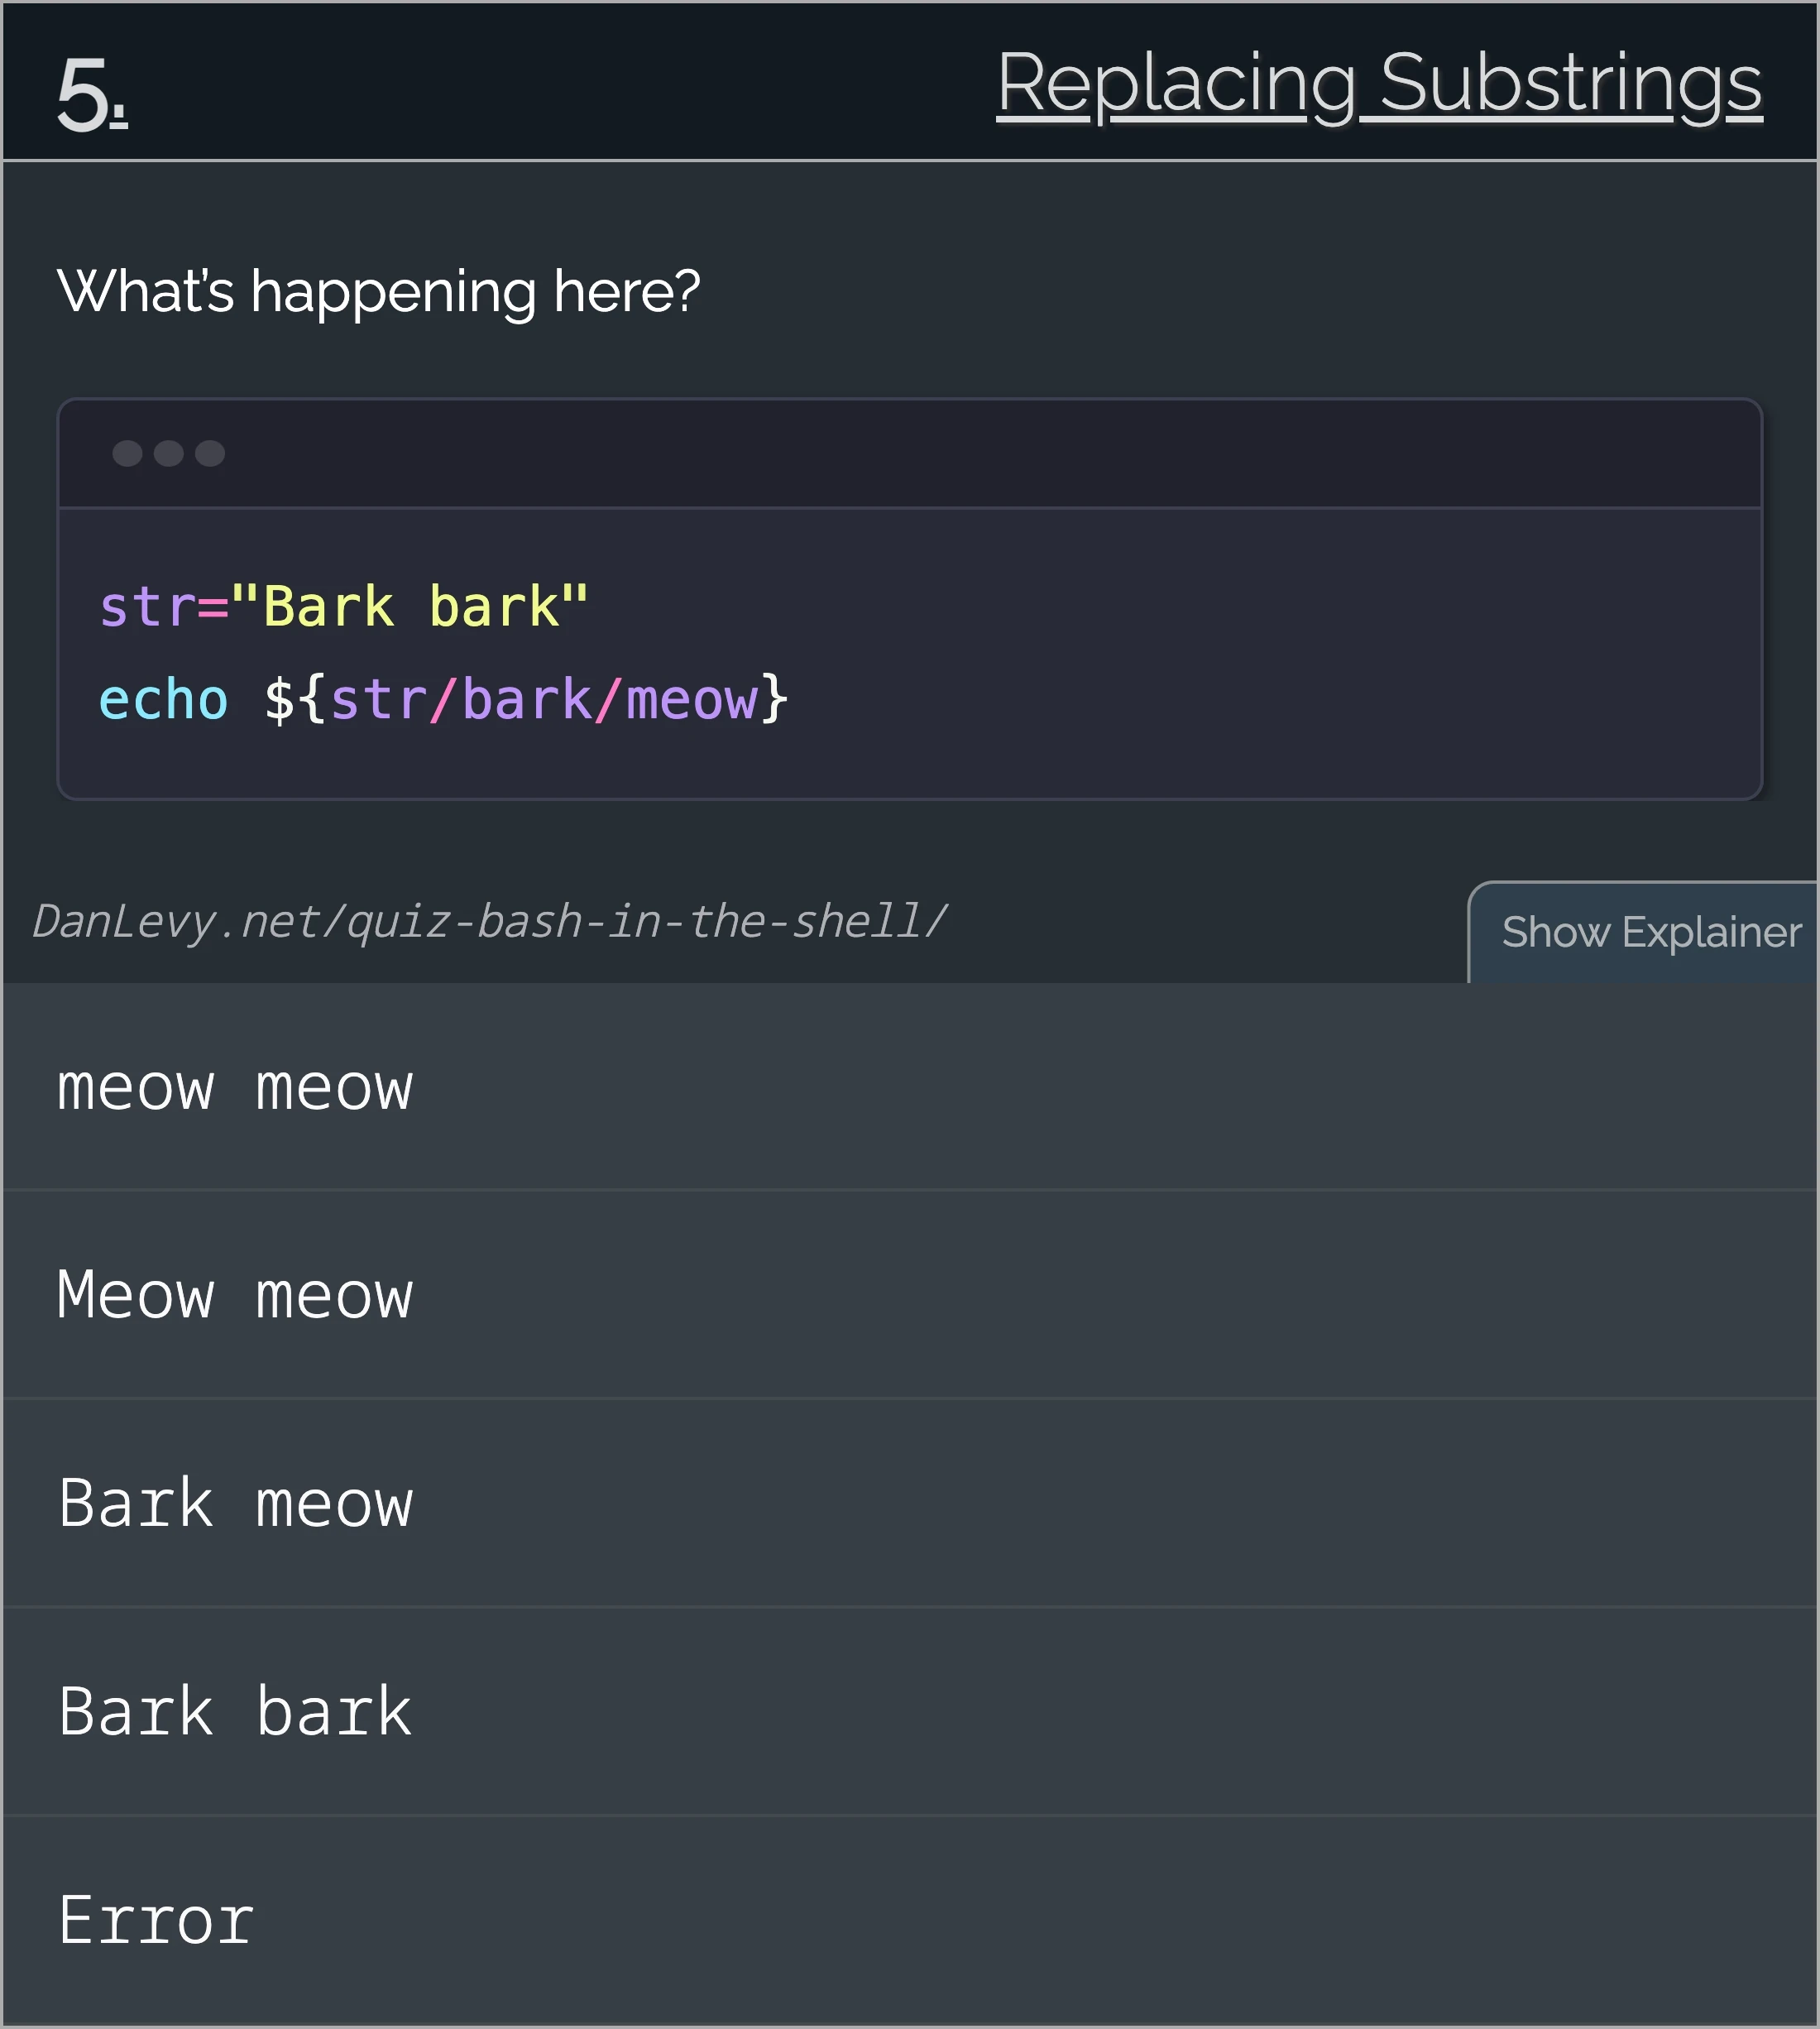 5.
Replacing Substrings
What's happening here?
str="Bark bark"
echo ${str/bark/meow}
DanLevy.net/quiz-bash-in-the-shell/
Show Explainer
meow meow
Meow meow
Bark meow
Bark bark
Error